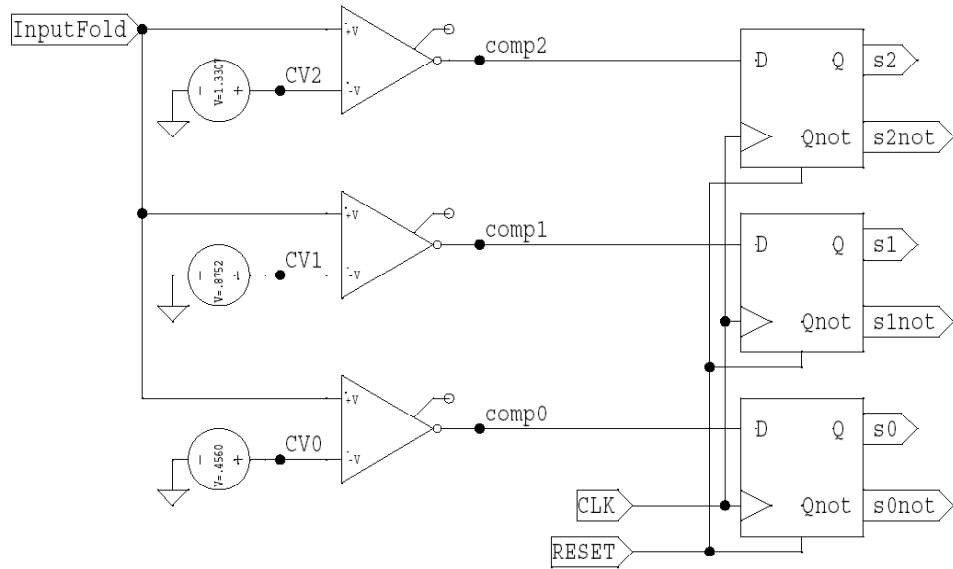 InputFold
+V
-V
comp2
CV2
V=1.3307
D
Q
Qnot
s2
s2not
+V
-V
comp1
CV1
V=.8752
D
Q
Qnot
s1
s1not
+V
-V
comp0
CV0
V=.4560
D
Q
Qnot
s0
s0not
CLK
RESET